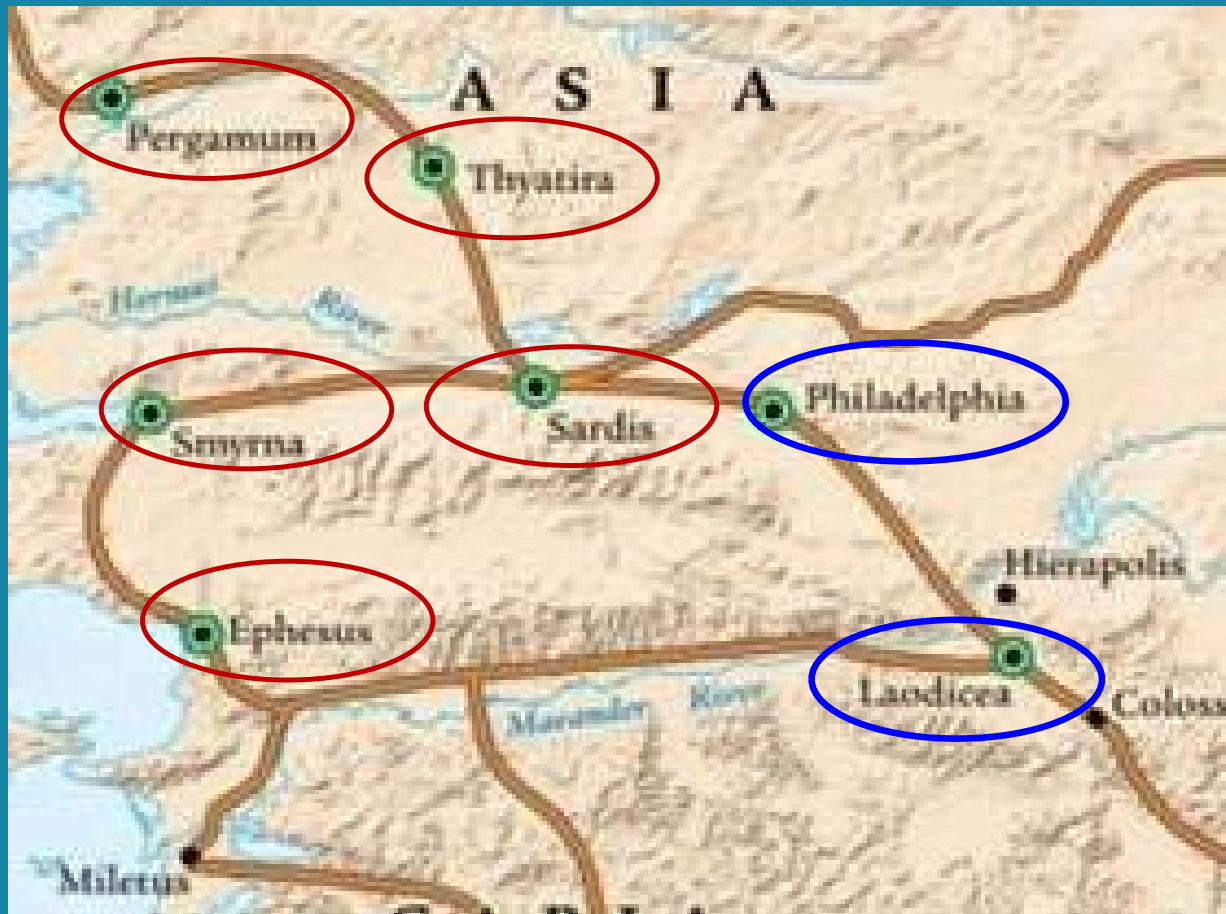 ASIA
Pergamum
Thyatira
Hermus River
Philadelphia
Smyrna
Sardis
Hierapolis
Ephesus
Laodicea
Coloss
Maeander River
Miletus